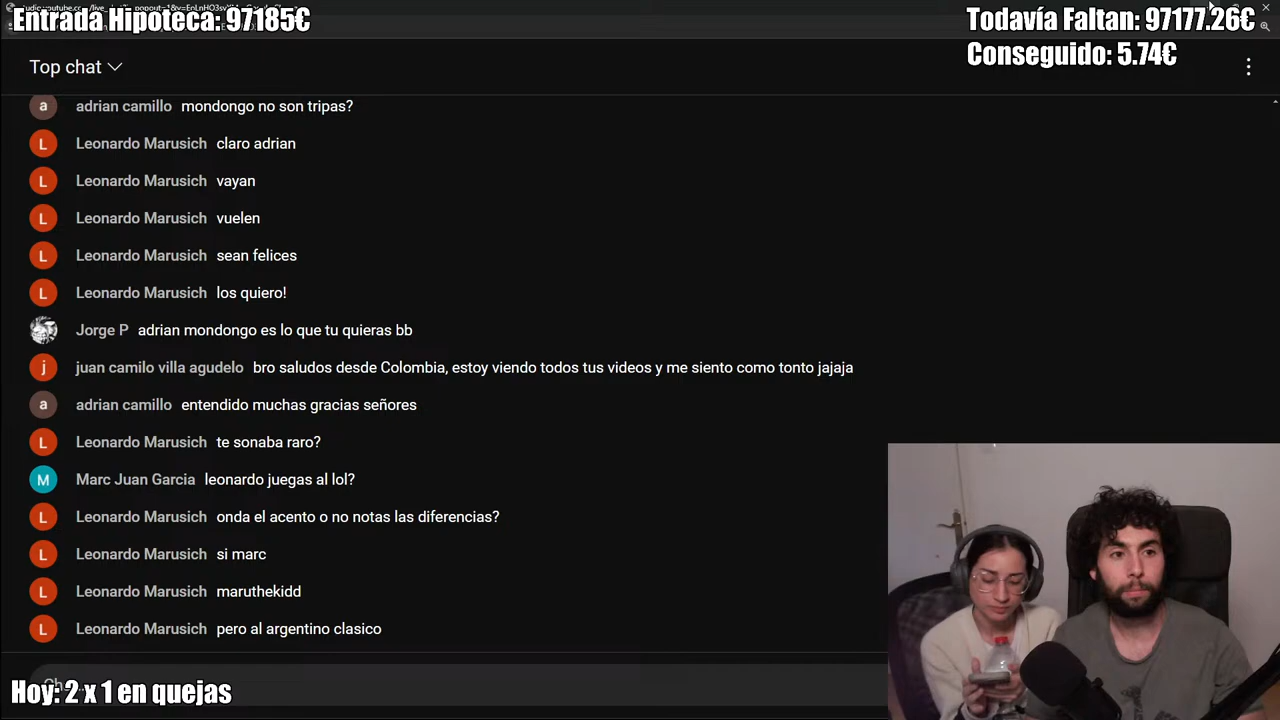 Entrada Hipoteca: 97185€
Todavía Faltan: 97177.26€
Conseguido: 5.74€
Top chat
a adrian camillo mondongo no son tripas?
L Leonardo Marusich claro adrian
L Leonardo Marusich vayan
L Leonardo Marusich vuelen
L Leonardo Marusich sean felices
L Leonardo Marusich los quiero!
Jorge P adrian mondongo es lo que tu quieras bb
j juan camilo villa agudelo bro saludos desde Colombia, estoy viendo todos tus videos y me siento como tonto jajaja
a adrian camillo entendido muchas gracias señores
L Leonardo Marusich te sonaba raro?
M Marc Juan Garcia leonardo juegas al lol?
L Leonardo Marusich onda el acento o no notas las diferencias?
L Leonardo Marusich si marc
L Leonardo Marusich maruthekidd
L Leonardo Marusich pero al argentino clasico
Hoy: 2 x 1 en quejas